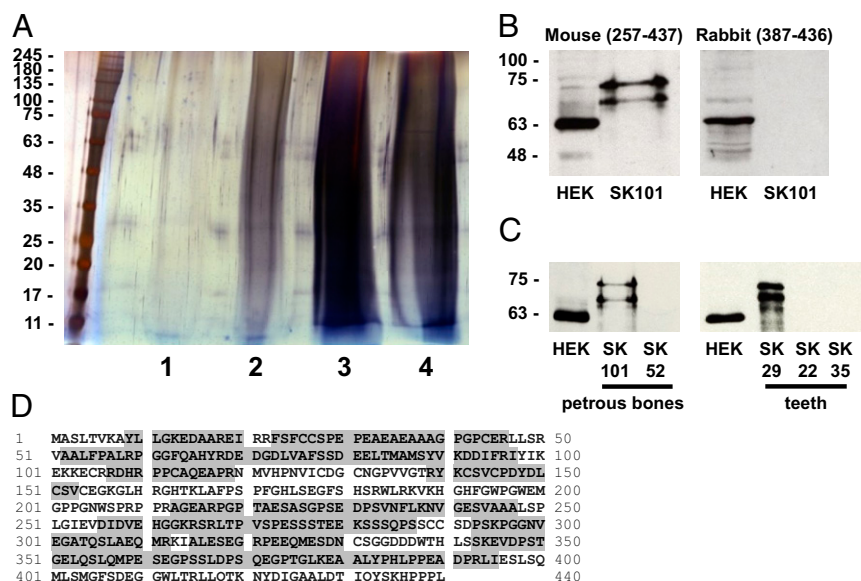 A
245 -
180 -
135 -
100 -
75 -
63 -
48 -
35 -
25 -
20 -
17 -
11 -
1 2 3 4
B
Mouse (257-437) Rabbit (387-436)
100 -
75 -
63 -
48 -
HEK SK101 HEK SK101
C
75 -
63 -
HEK SK 101 SK 52 HEK SK 29 SK 22 SK 35
petrous bones teeth
D
1 MASLTVKAYL LGKEDAAREI RRFSFCCSPE PEAEAEAAAG PGPCERLLSR 50
51 VAALFPALRP GGFQAHYRDE DGDLVAFSSD EELTMAMSYV KDDIFRIYIK 100
101 EKKECRRDHR PPCAQEAPRN MVHPNVICDG CNGPVVGTRY KCSVCPDYDL 150
151 CSVCEGKGLH RGHTKLAFPS PFGHLSEGFS HSRWLRKVKH GHFGWPGWEM 200
201 GPPGNWSPRP PRAGEARPGP TAESASGPSE DPSVNFLKNV GESVAAALSP 250
251 LGIEVDIDVE HGGKRSRLTP VSPESSSTEE KSSSQPSSCC SDPSKPGGNV 300
301 EGATQSLAEQ MRKIALESEG RPEEQMESDN CSGGDDDWTH LSSKEVDPST 350
351 GELQSLQMPE SEGPSSLDPS QEGPTGLKEA ALYPHLPPEA DPRLIESLSQ 400
401 MLSMGFSDEG GWLTRLLQTK NYDIGAALDT IQYSKHPPPL 440